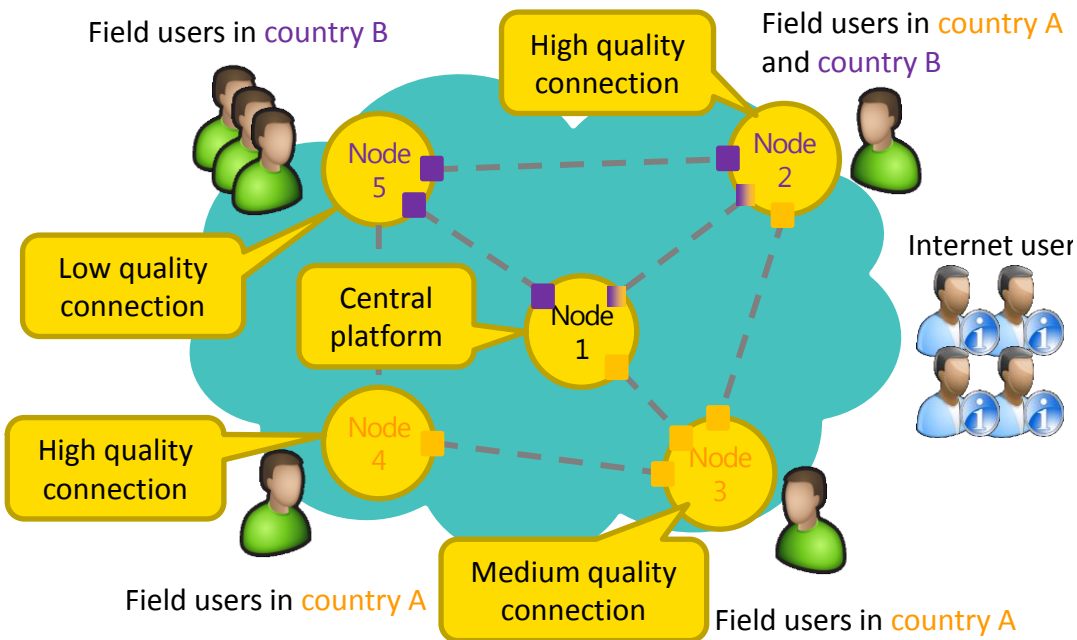 Field users in country B
High quality
connection
Field users in country A
and country B
Node
5
Node
2
Low quality
connection
Internet user
Central
platform
Node
1
High quality
connection
Node
4
Node
3
Medium quality
connection
Field users in country A
Field users in country A